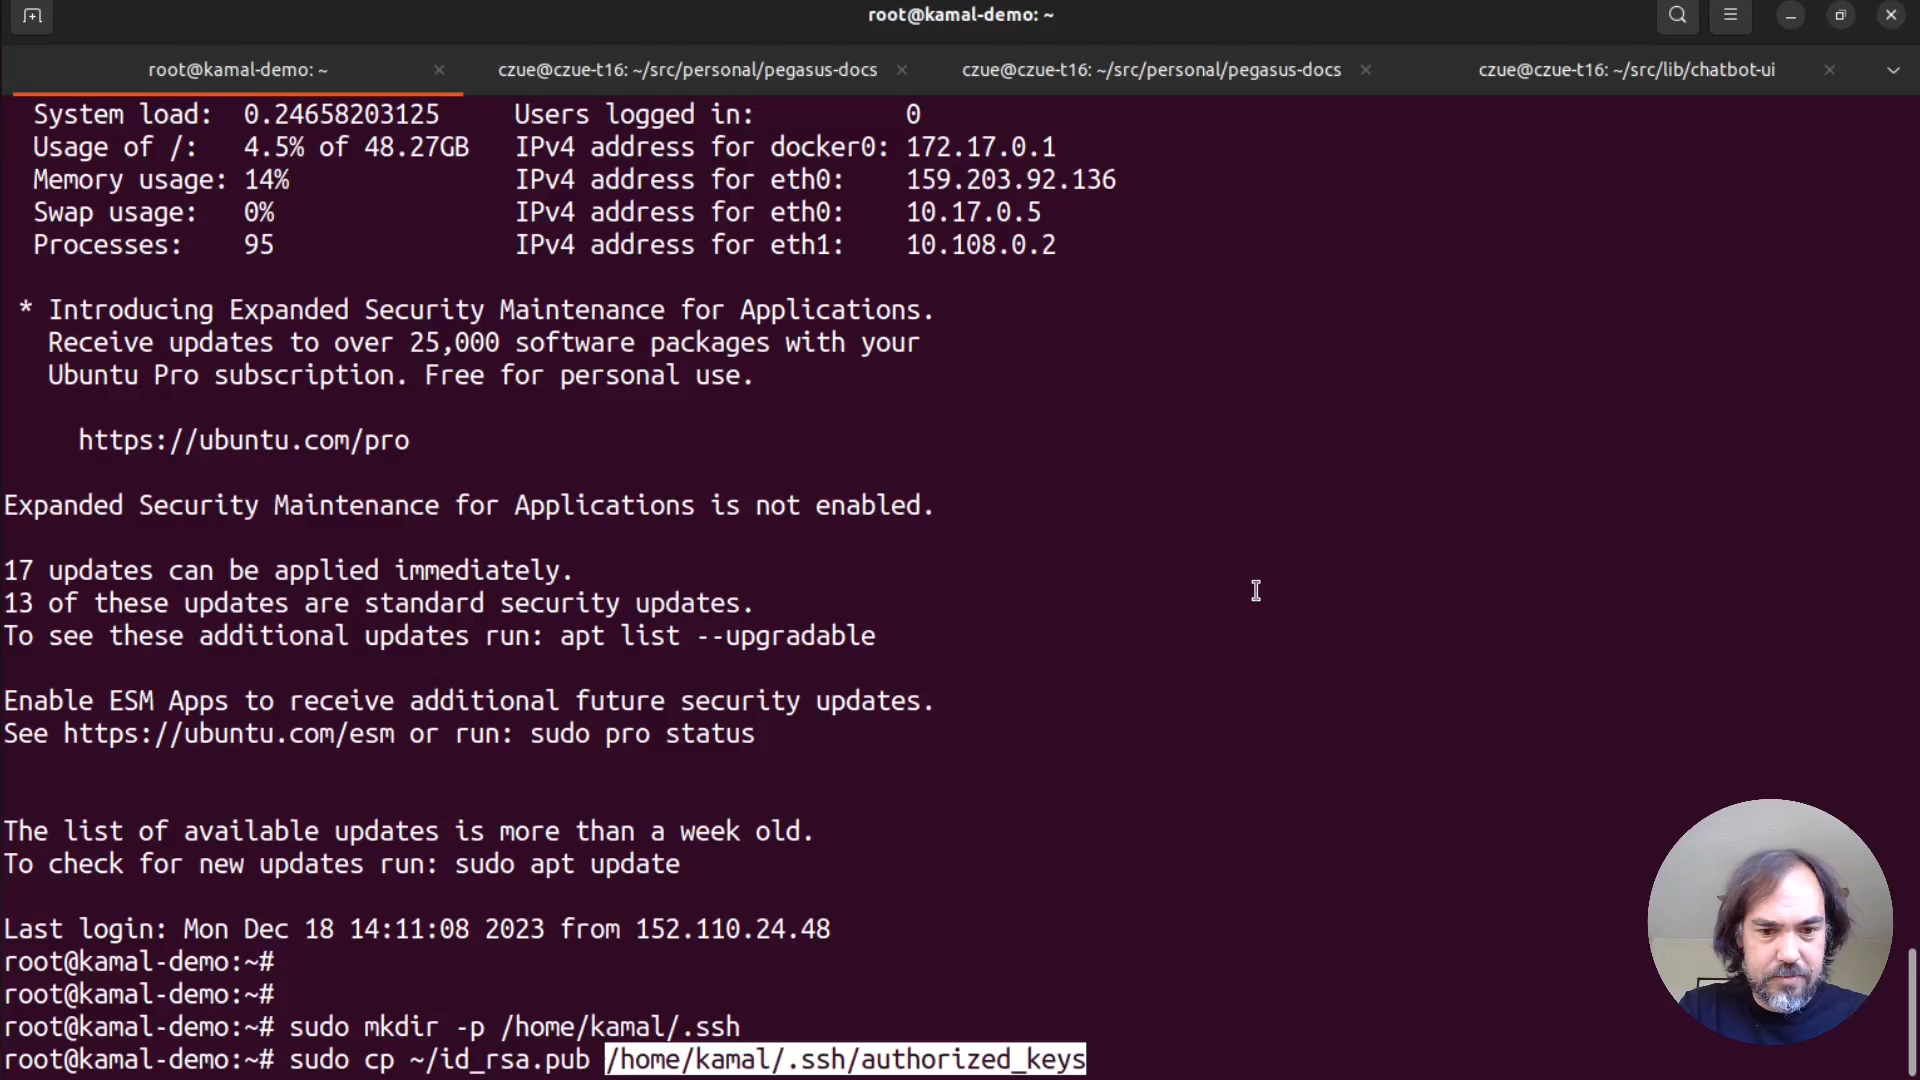 root@kamal-demo: ~
root@kamal-demo: ~
czue@czue-t16: ~/src/personal/pegasus-docs
czue@czue-t16: ~/src/personal/pegasus-docs
czue@czue-t16: ~/src/lib/chatbot-ui
System load:  0.24658203125     Users logged in:          0
Usage of /:   4.5% of 48.27GB   IPv4 address for docker0: 172.17.0.1
Memory usage: 14%               IPv4 address for eth0:    159.203.92.136
Swap usage:   0%                IPv4 address for eth0:    10.17.0.5
Processes:    95                IPv4 address for eth1:    10.108.0.2
* Introducing Expanded Security Maintenance for Applications.
Receive updates to over 25,000 software packages with your
Ubuntu Pro subscription. Free for personal use.
https://ubuntu.com/pro
Expanded Security Maintenance for Applications is not enabled.
17 updates can be applied immediately.
13 of these updates are standard security updates.
To see these additional updates run: apt list --upgradable
Enable ESM Apps to receive additional future security updates.
See https://ubuntu.com/esm or run: sudo pro status
The list of available updates is more than a week old.
To check for new updates run: sudo apt update
Last login: Mon Dec 18 14:11:08 2023 from 152.110.24.48
root@kamal-demo:~#
root@kamal-demo:~#
root@kamal-demo:~# sudo mkdir -p /home/kamal/.ssh
root@kamal-demo:~# sudo cp ~/id_rsa.pub /home/kamal/.ssh/authorized_keys